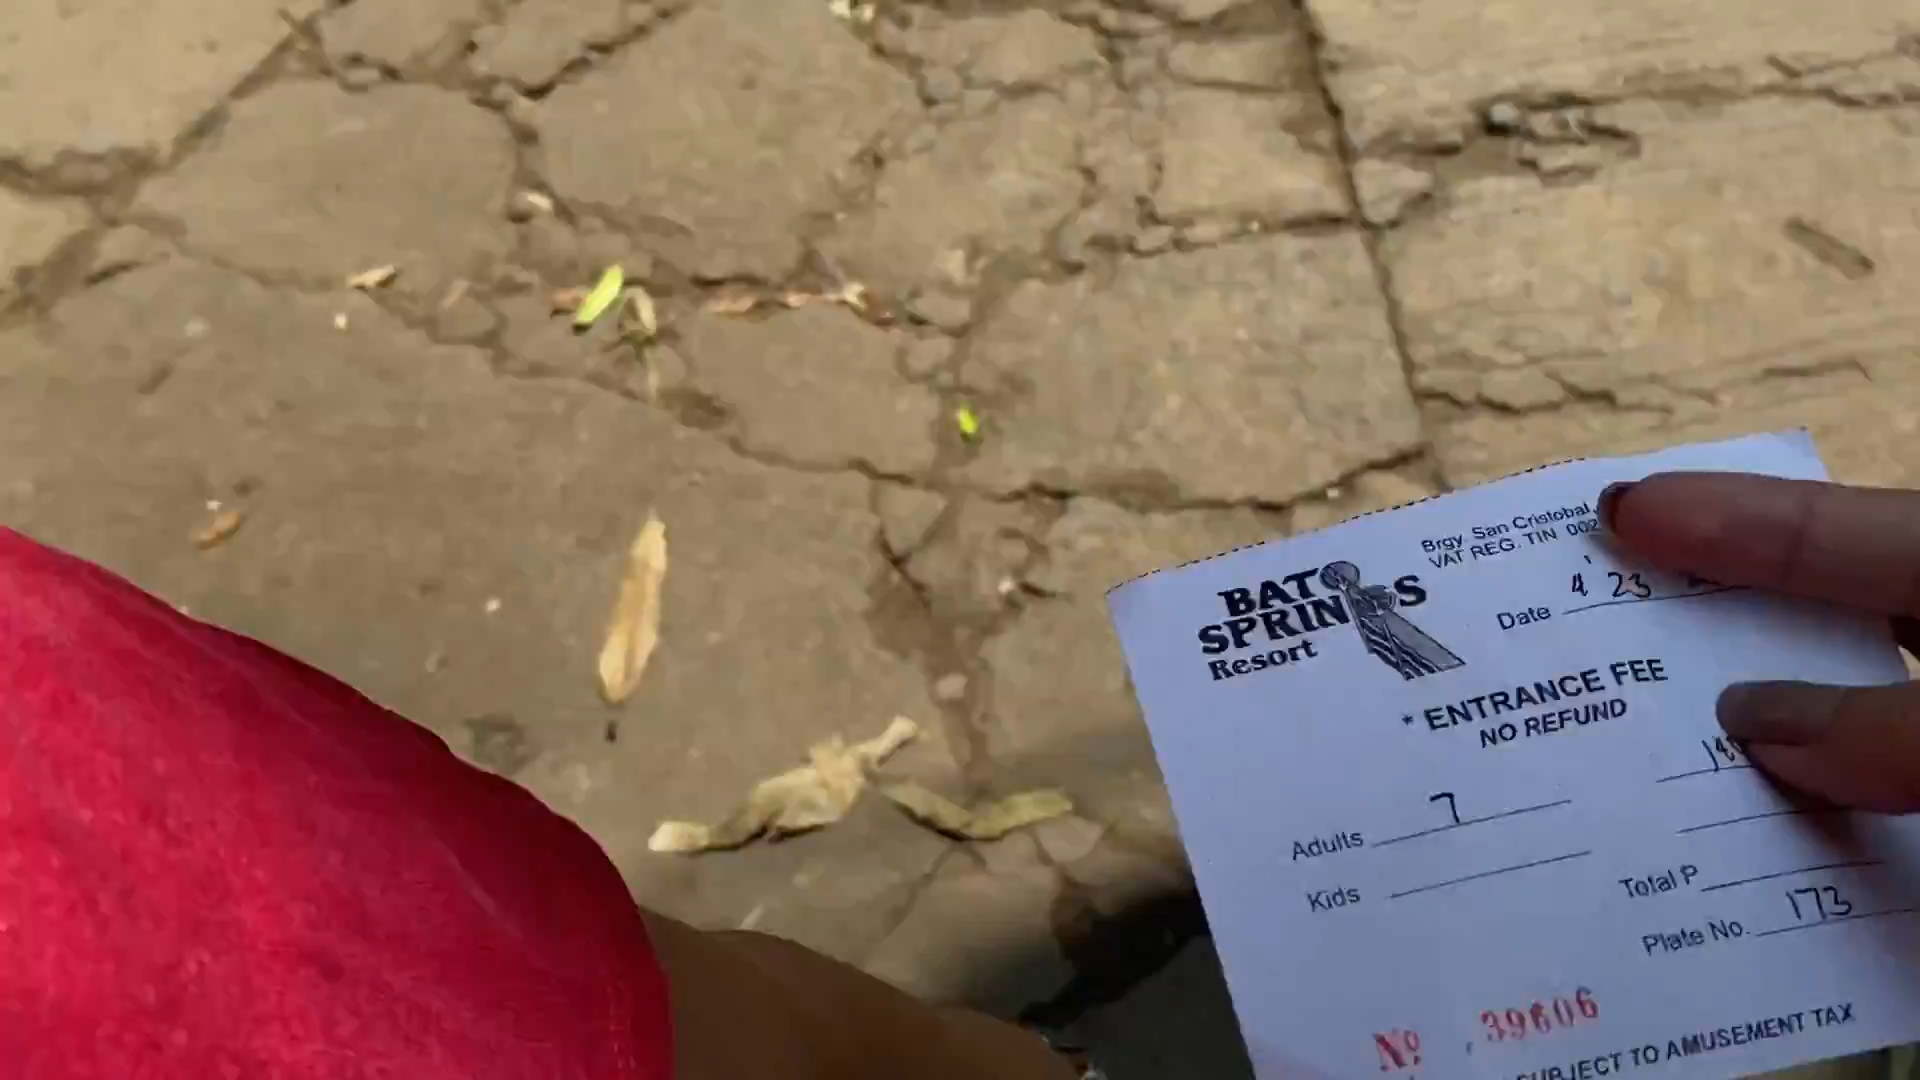 Brgy. San Cristobal,
VAT REG. TIN 002
BATO
SPRINGS
Resort
Date 4 23
* ENTRANCE FEE
NO REFUND
Adults 7
Kids
Total P
Plate No. 173
Nº 39606
SUBJECT TO AMUSEMENT TAX